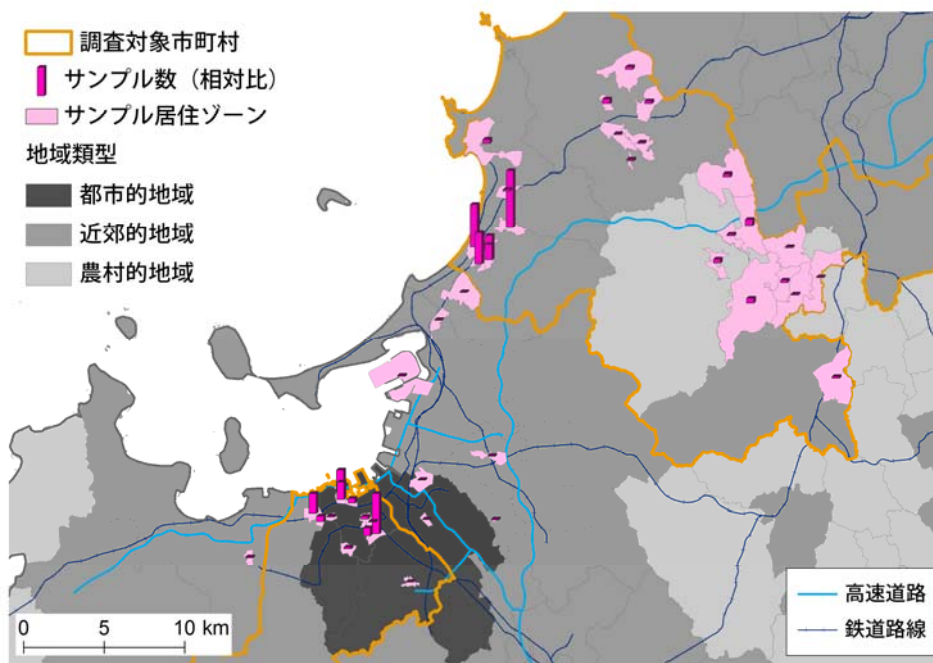 調査対象市町村
サンプル数（相対比）
サンプル居住ゾーン
地域類型
都市的地域
近郊的地域
農村的地域
0 5 10 km
高速道路
鉄道路線